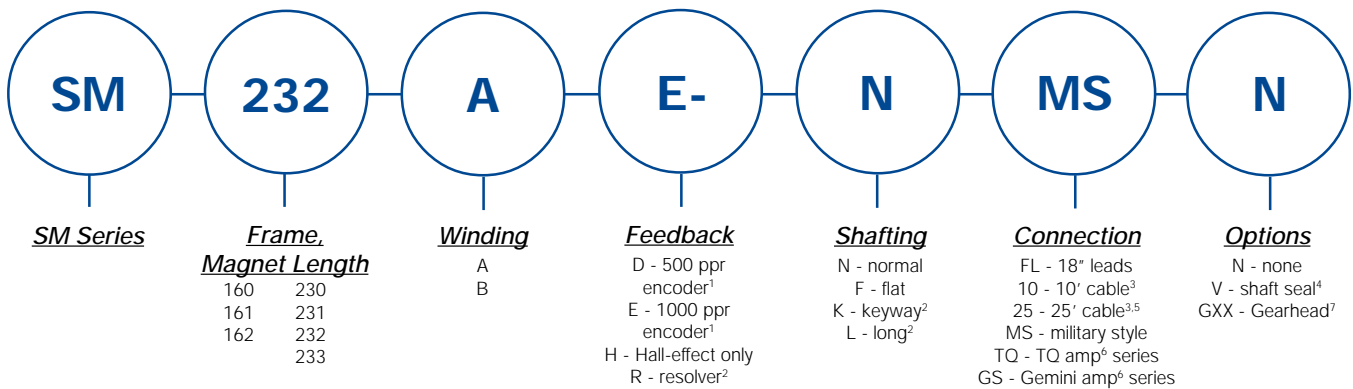 SM 232 A E- N MS N
SM Series
Frame,
Magnet Length
160 230
161 231
162 232
233
Winding
A
B
Feedback
D - 500 ppr
encoder¹
E - 1000 ppr
encoder¹
H - Hall-effect only
R - resolver²
Shafting
N - normal
F - flat
K - keyway²
L - long²
Connection
FL - 18" leads
10 - 10' cable³
25 - 25' cable³,⁵
MS - military style
TQ - TQ amp⁶ series
GS - Gemini amp⁶ series
Options
N - none
V - shaft seal⁴
GXX - Gearhead⁷